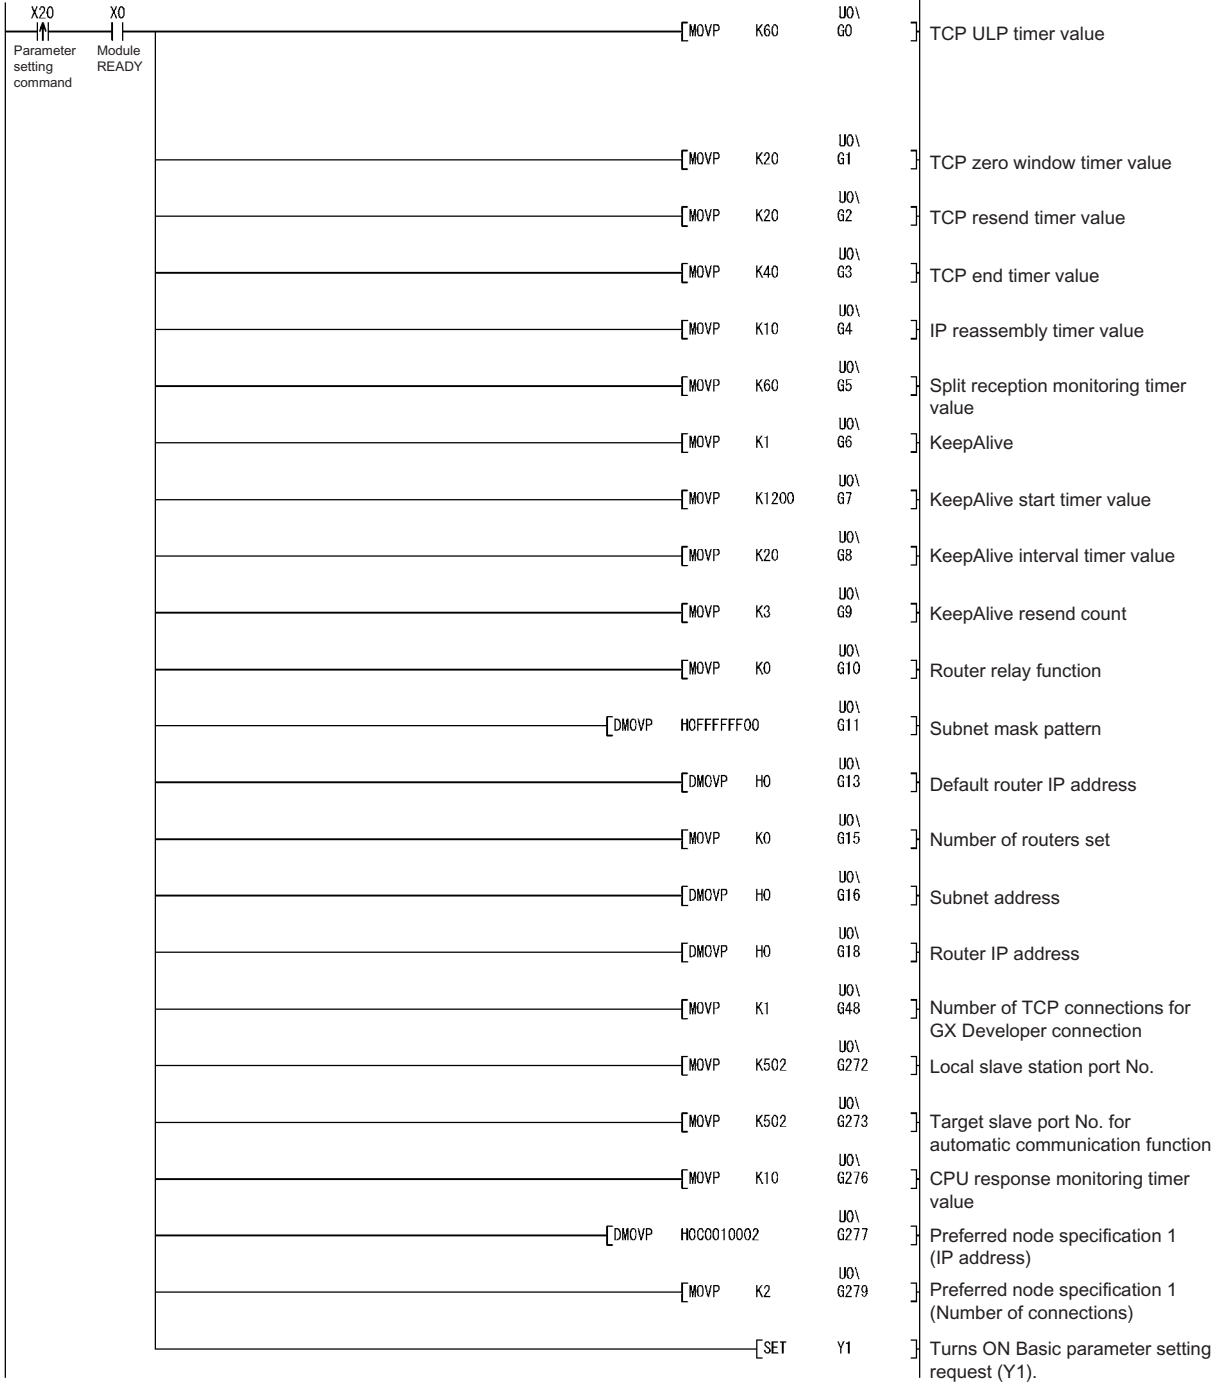 X20 X0 U0\
MOVP K60 G0 TCP ULP timer value
Parameter setting command
Module READY
U0\
MOVP K20 G1 TCP zero window timer value
U0\
MOVP K20 G2 TCP resend timer value
U0\
MOVP K40 G3 TCP end timer value
U0\
MOVP K10 G4 IP reassembly timer value
U0\
MOVP K60 G5 Split reception monitoring timer
value
U0\
MOVP K1 G6 KeepAlive
U0\
MOVP K1200 G7 KeepAlive start timer value
U0\
MOVP K20 G8 KeepAlive interval timer value
U0\
MOVP K3 G9 KeepAlive resend count
U0\
MOVP K0 G10 Router relay function
U0\
DMOVP H0FFFFFF00 G11 Subnet mask pattern
U0\
DMOVP H0 G13 Default router IP address
U0\
MOVP K0 G15 Number of routers set
U0\
DMOVP H0 G16 Subnet address
U0\
DMOVP H0 G18 Router IP address
U0\
MOVP K1 G48 Number of TCP connections for
GX Developer connection
U0\
MOVP K502 G272 Local slave station port No.
U0\
MOVP K502 G273 Target slave port No. for
automatic communication function
U0\
MOVP K10 G276 CPU response monitoring timer
value
U0\
DMOVP H0C0010002 G277 Preferred node specification 1
(IP address)
U0\
MOVP K2 G279 Preferred node specification 1
(Number of connections)
SET Y1 Turns ON Basic parameter setting
request (Y1).